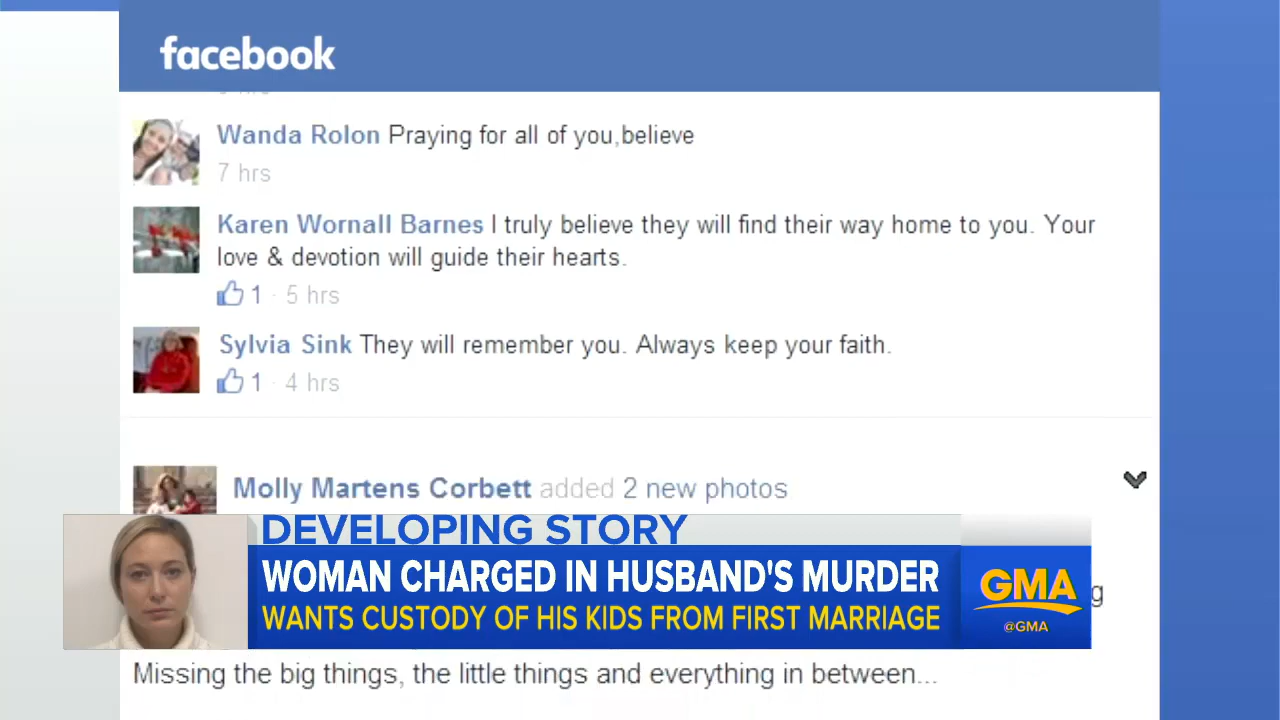 facebook
Wanda Rolon Praying for all of you,believe
7 hrs
Karen Wornall Barnes I truly believe they will find their way home to you. Your
love & devotion will guide their hearts.
1 · 5 hrs
Sylvia Sink They will remember you. Always keep your faith.
1 · 4 hrs
Molly Martens Corbett added 2 new photos
DEVELOPING STORY
WOMAN CHARGED IN HUSBAND'S MURDER
WANTS CUSTODY OF HIS KIDS FROM FIRST MARRIAGE
GMA
@GMA
Missing the big things, the little things and everything in between...